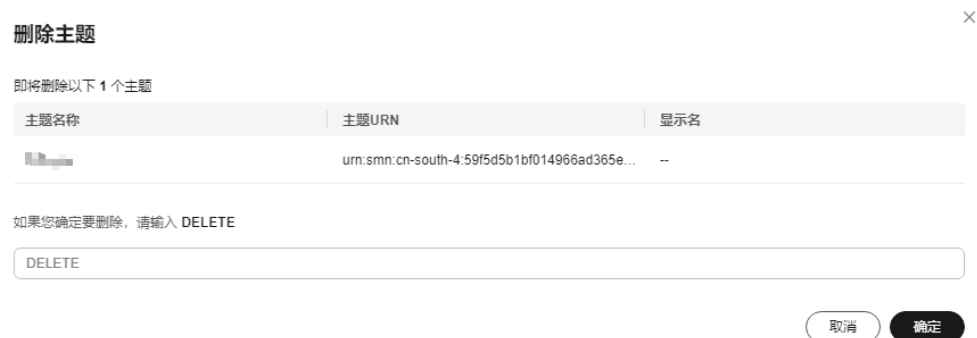 删除主题
即将删除以下 1 个主题
主题名称 主题URN 显示名
urn:smn:cn-south-4:59f5d5b1bf014966ad365e... --
如果您确定要删除，请输入 DELETE
DELETE
取消 确定